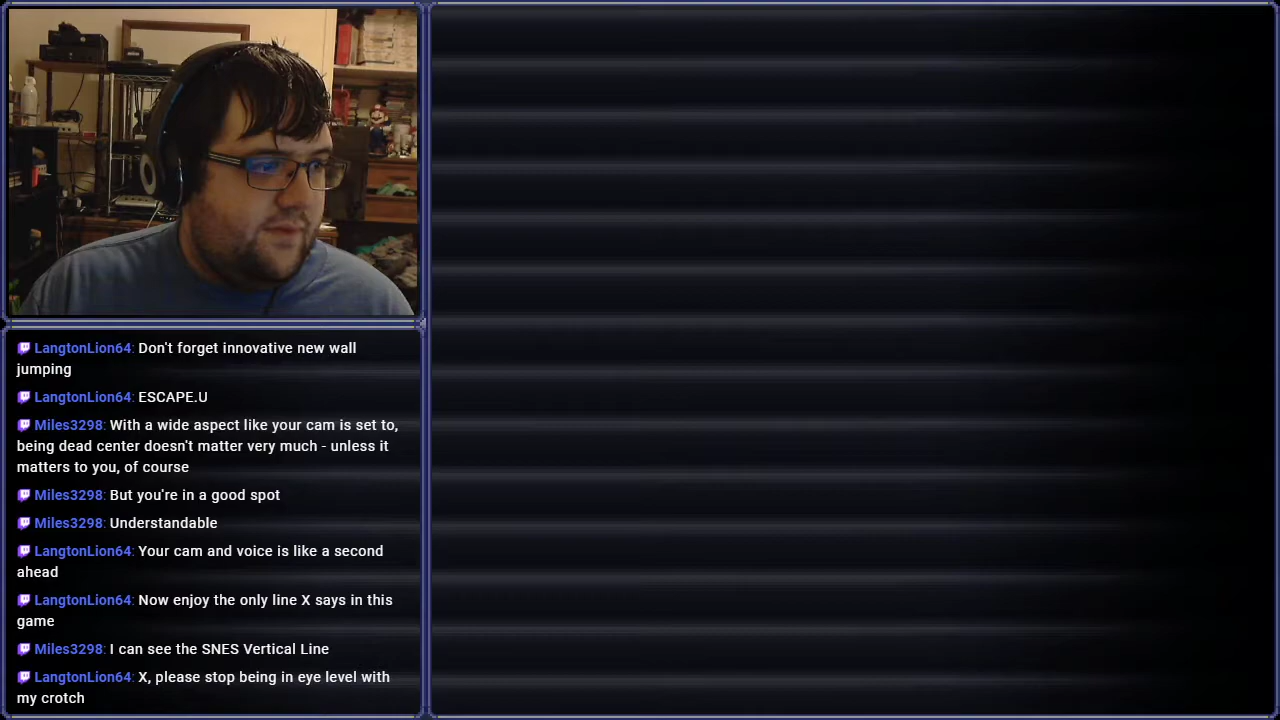 LangtonLion64: Don't forget innovative new wall
jumping
LangtonLion64: ESCAPE.U
Miles3298: With a wide aspect like your cam is set to,
being dead center doesn't matter very much - unless it
matters to you, of course
Miles3298: But you're in a good spot
Miles3298: Understandable
LangtonLion64: Your cam and voice is like a second
ahead
LangtonLion64: Now enjoy the only line X says in this
game
Miles3298: I can see the SNES Vertical Line
LangtonLion64: X, please stop being in eye level with
my crotch